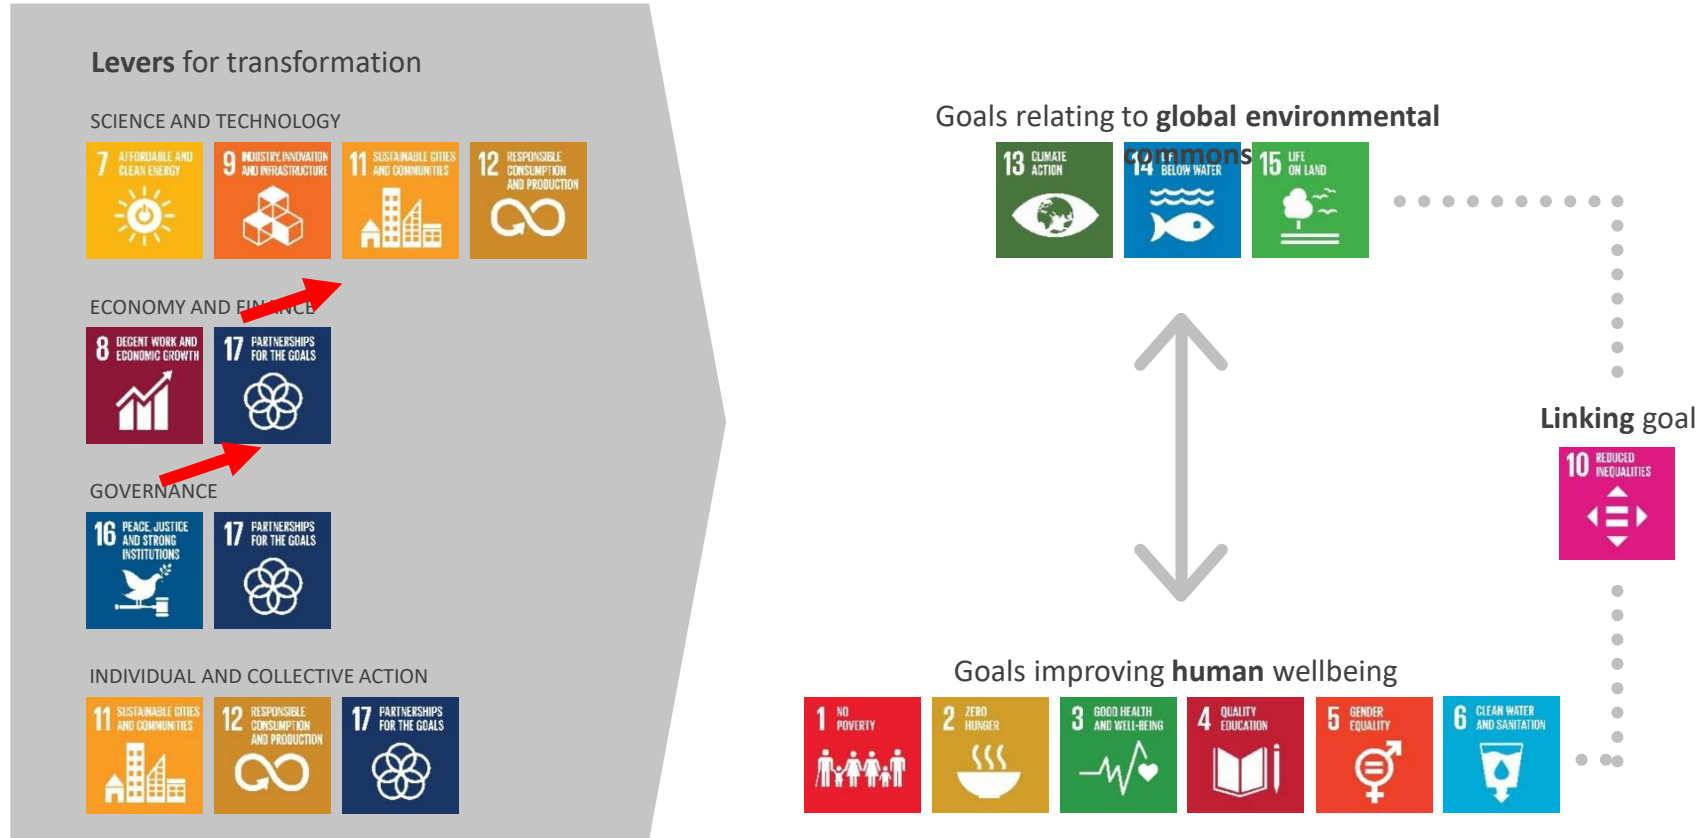 Levers for transformation
SCIENCE AND TECHNOLOGY
7 AFFORDABLE AND
CLEAN ENERGY
9 INDUSTRY, INNOVATION
AND INFRASTRUCTURE
11 SUSTAINABLE CITIES
AND COMMUNITIES
12 RESPONSIBLE
CONSUMPTION
AND PRODUCTION
ECONOMY AND FINANCE
8 DECENT WORK AND
ECONOMIC GROWTH
17 PARTNERSHIPS
FOR THE GOALS
GOVERNANCE
16 PEACE, JUSTICE
AND STRONG
INSTITUTIONS
17 PARTNERSHIPS
FOR THE GOALS
INDIVIDUAL AND COLLECTIVE ACTION
11 SUSTAINABLE CITIES
AND COMMUNITIES
12 RESPONSIBLE
CONSUMPTION
AND PRODUCTION
17 PARTNERSHIPS
FOR THE GOALS
Goals relating to global environmental
commons
13 CLIMATE
ACTION
14 LIFE
BELOW WATER
15 LIFE
ON LAND
Linking goal
10 REDUCED
INEQUALITIES
Goals improving human wellbeing
1 NO
POVERTY
2 ZERO
HUNGER
3 GOOD HEALTH
AND WELL-BEING
4 QUALITY
EDUCATION
5 GENDER
EQUALITY
6 CLEAN WATER
AND SANITATION